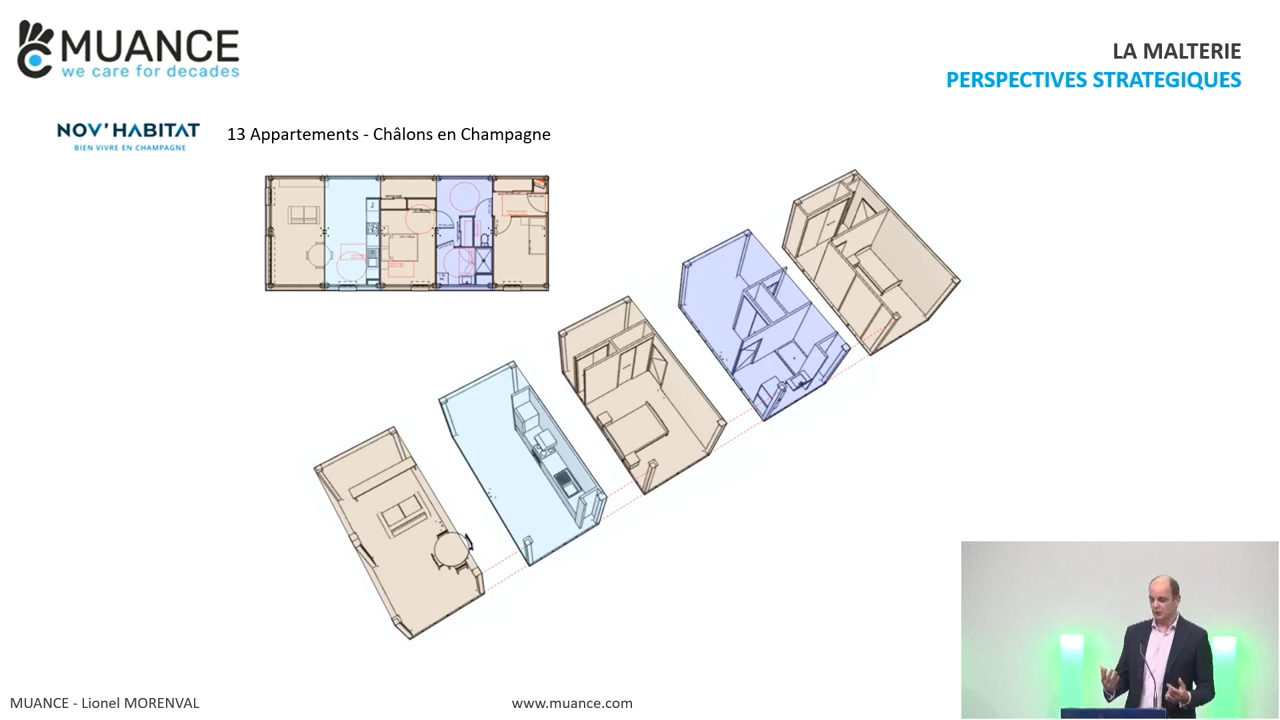 MUANCE
we care for decades
LA MALTERIE
PERSPECTIVES STRATEGIQUES
NOV'HABITAT
BIEN VIVRE EN CHAMPAGNE
13 Appartements - Châlons en Champagne
MUANCE - Lionel MORENVAL
www.muance.com